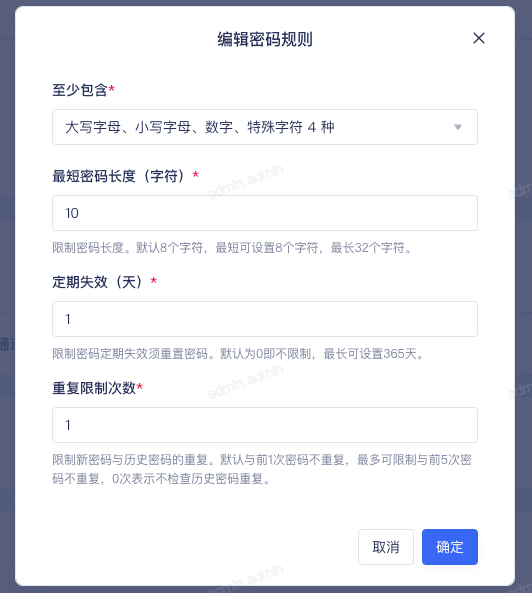 编辑密码规则
至少包含*
大写字母、小写字母、数字、特殊字符 4 种
最短密码长度（字符）*
admin admin
10
限制密码长度。默认8个字符，最短可设置8个字符，最长32个字符。
定期失效（天）*
1
限制密码定期失效须重置密码。默认为0即不限制，最长可设置365天。
admin admin
重复限制次数*
1
限制新密码与历史密码的重复。默认与前1次密码不重复，最多可限制与前5次密
码不重复，0次表示不检查历史密码重复。
取消
确定
admin admin